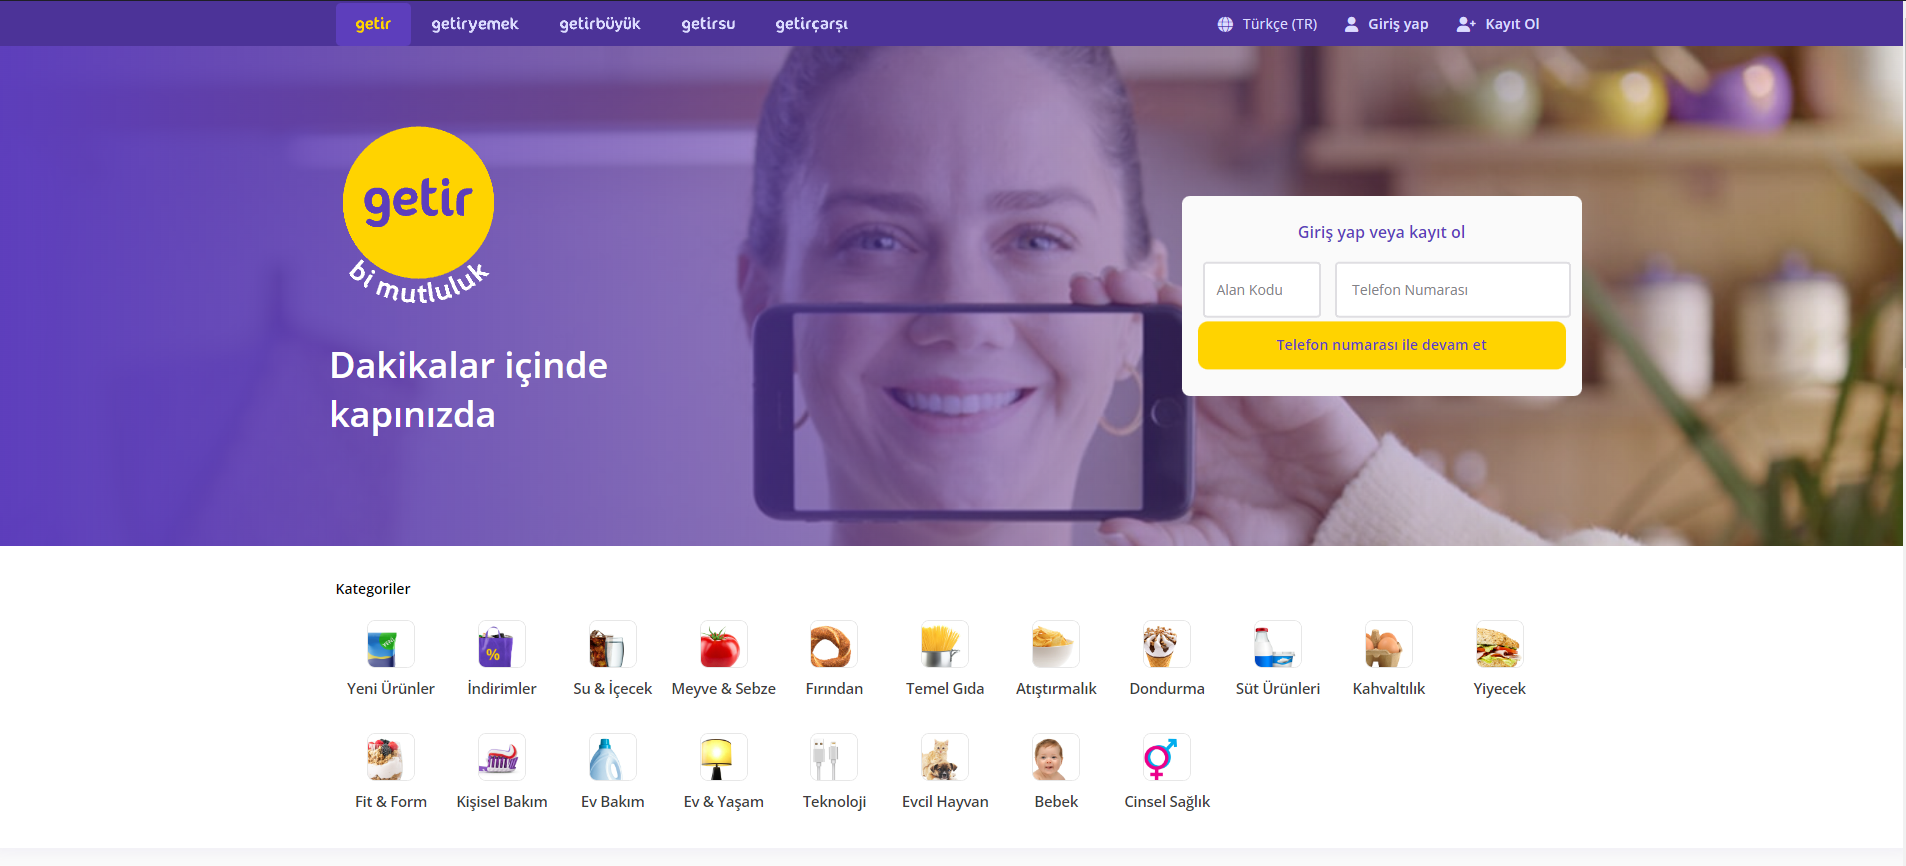 getir
getiryemek
getirbüyük
getirsu
getirçarşı
Türkçe (TR)
Giriş yap
Kayıt Ol
getir
bi mutluluk
Dakikalar içinde
kapınızda
Giriş yap veya kayıt ol
Alan Kodu
Telefon Numarası
Telefon numarası ile devam et
Kategoriler
YENİ
%
Yeni Ürünler
İndirimler
Su & İçecek
Meyve & Sebze
Fırından
Temel Gıda
Atıştırmalık
Dondurma
Süt Ürünleri
Kahvaltılık
Yiyecek
Fit & Form
Kişisel Bakım
Ev Bakım
Ev & Yaşam
Teknoloji
Evcil Hayvan
Bebek
Cinsel Sağlık